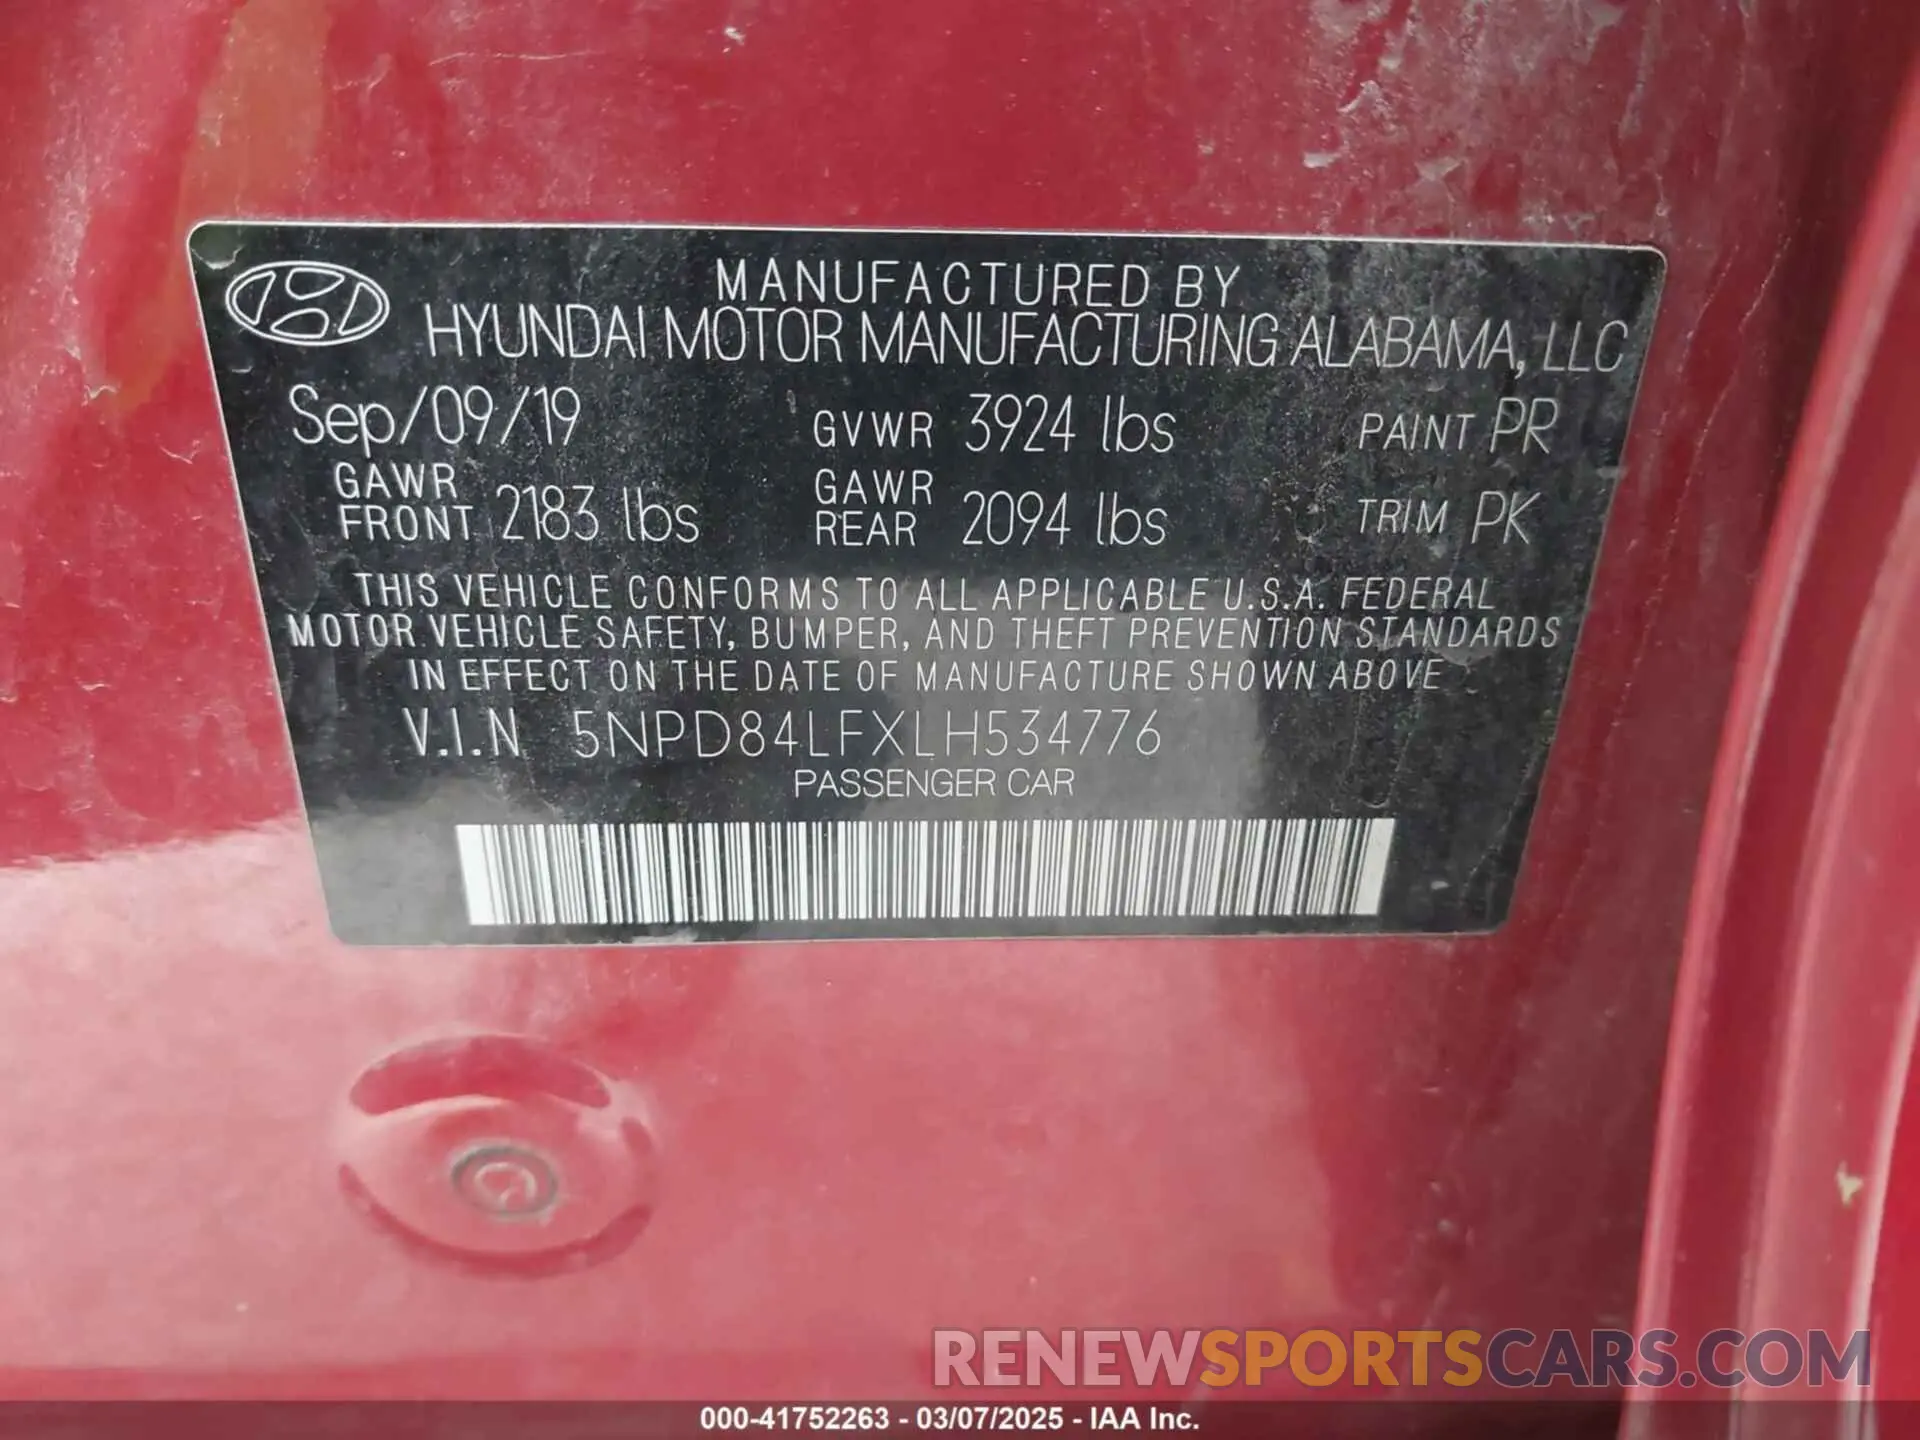 MANUFACTURED BY
HYUNDAI MOTOR MANUFACTURING ALABAMA, LLC
Sep/09/19 GVWR 3924 lbs PAINT PR
GAWR FRONT 2183 lbs GAWR REAR 2094 lbs TRIM PK
THIS VEHICLE CONFORMS TO ALL APPLICABLE U.S.A. FEDERAL
MOTOR VEHICLE SAFETY, BUMPER, AND THEFT PREVENTION STANDARDS
IN EFFECT ON THE DATE OF MANUFACTURE SHOWN ABOVE
V.I.N 5NPD84LFXLH534776
PASSENGER CAR
RENEWSPORTSCARS.COM
000-41752263 - 03/07/2025 - IAA Inc.